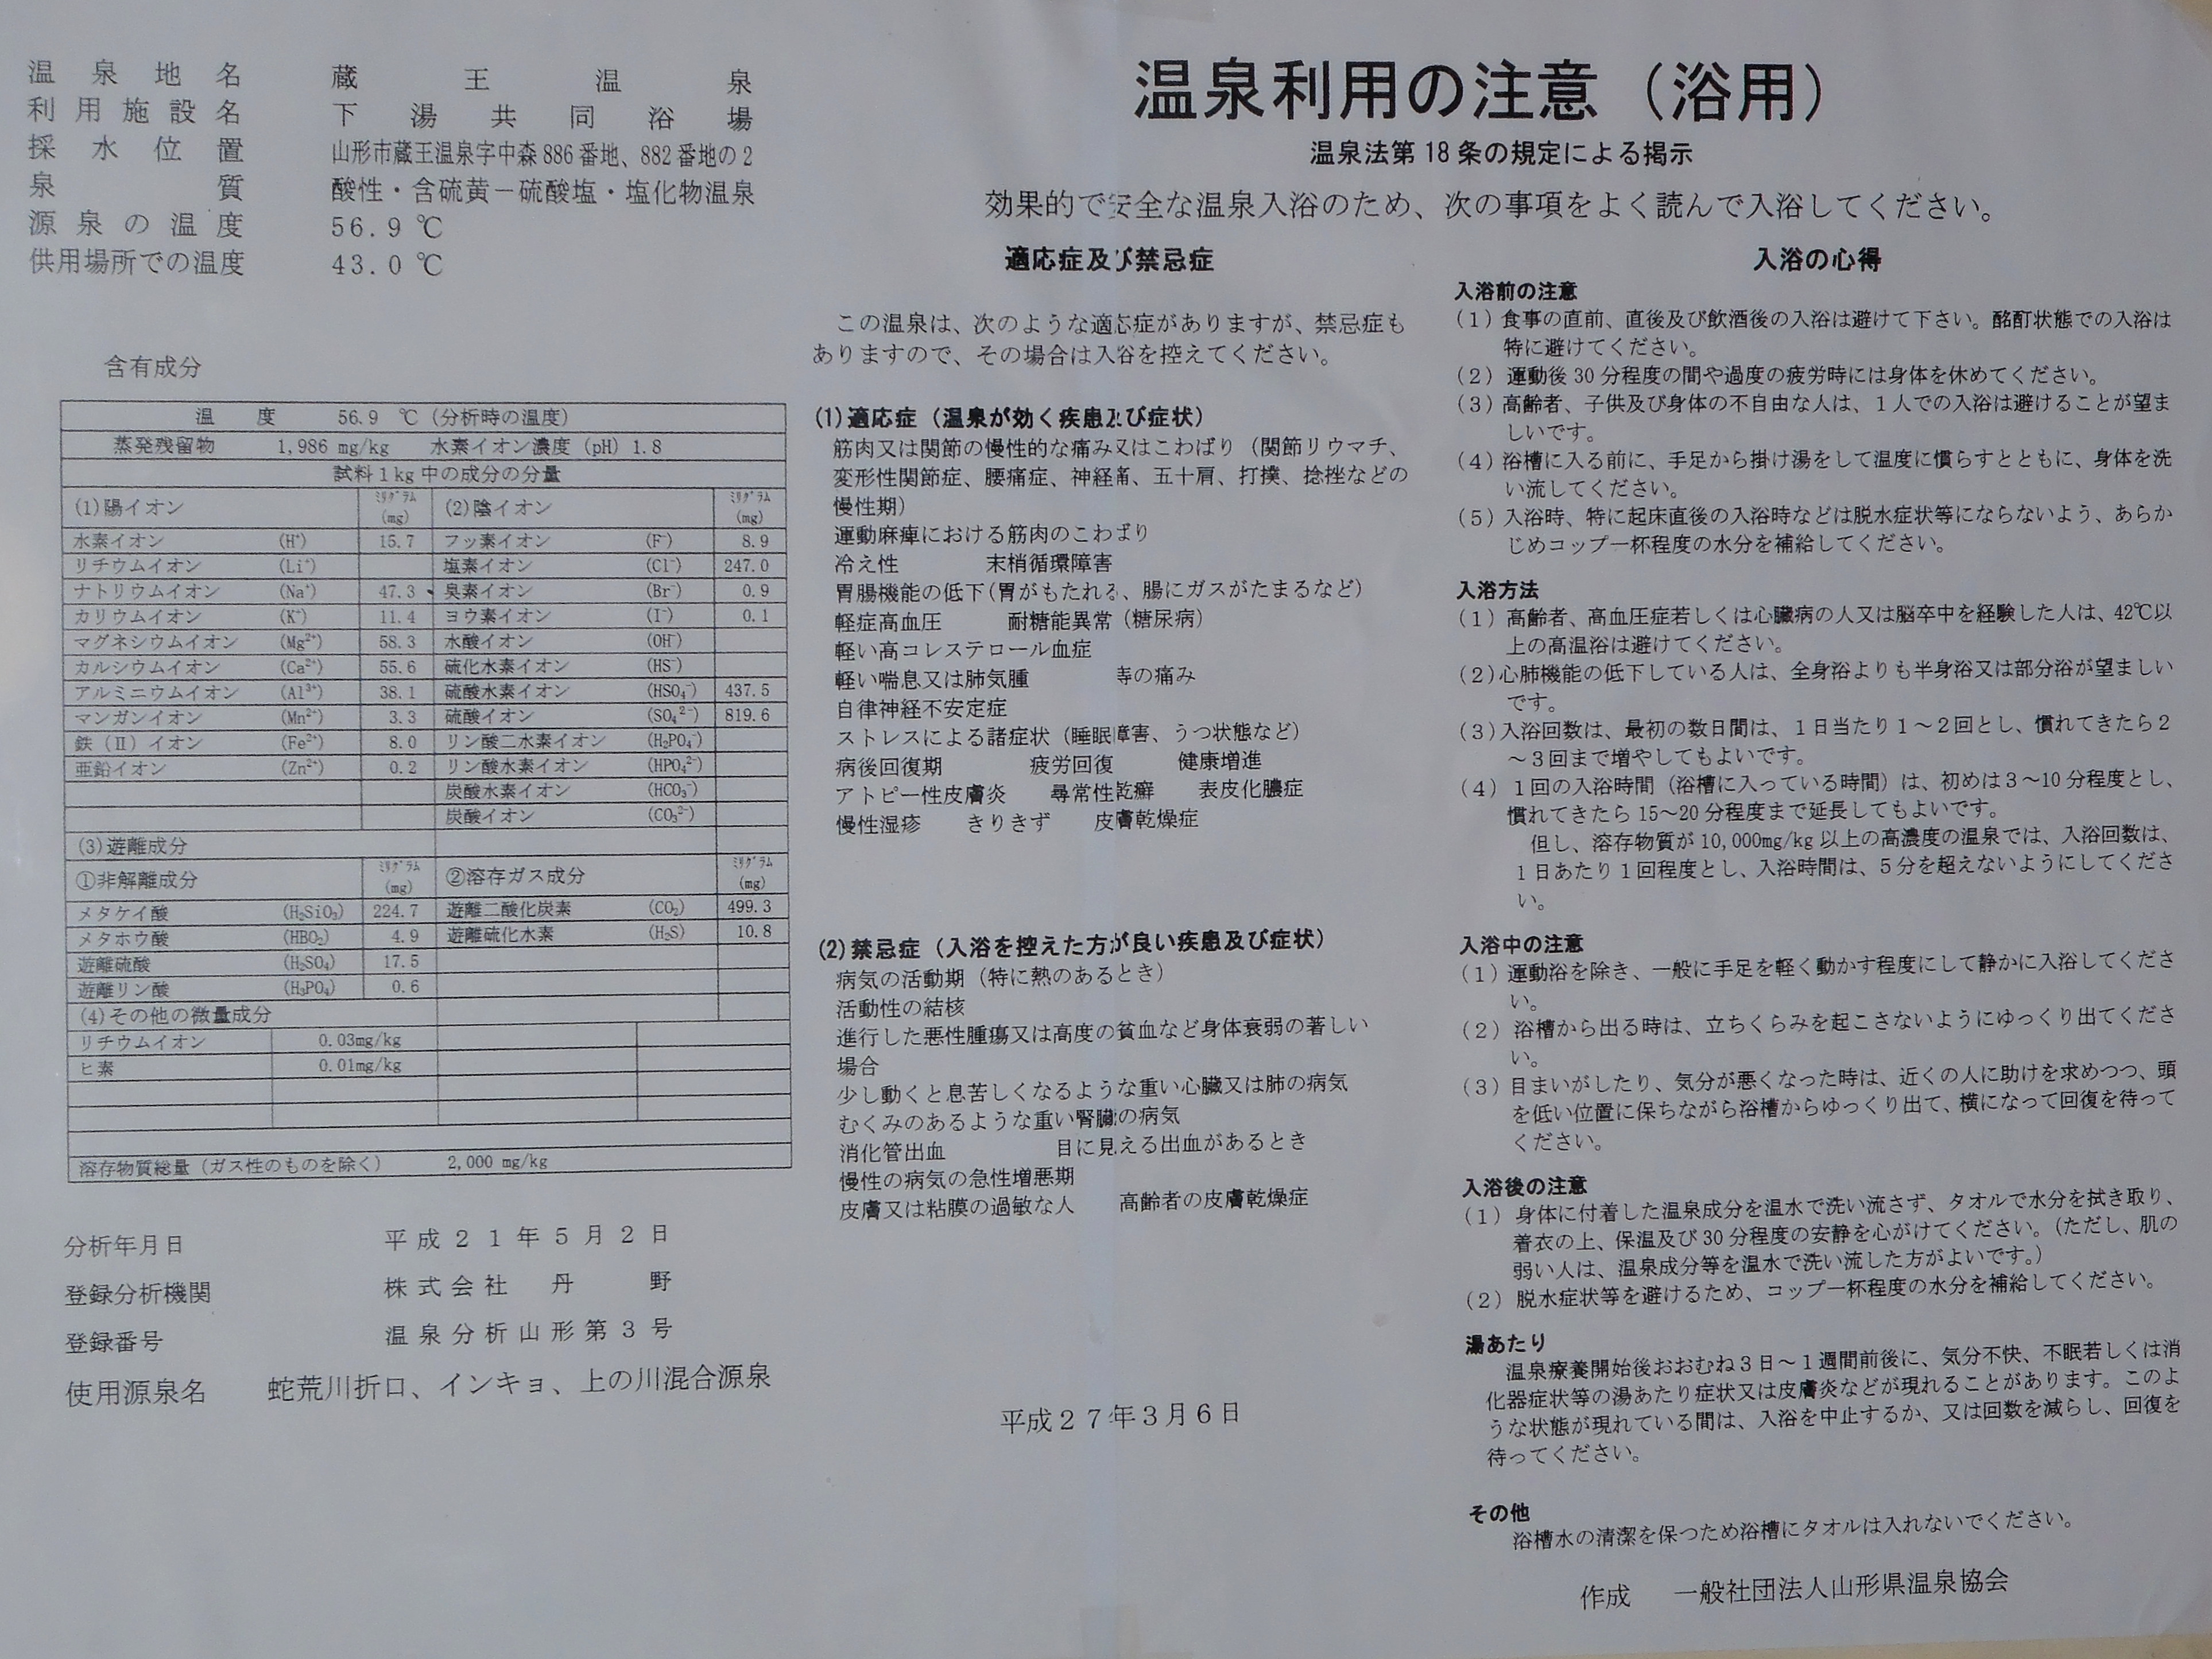 温泉地名 蔵王温泉
利用施設名 下湯共同浴場
採水位置 山形市蔵王温泉字中森886番地、882番地の2
泉質 酸性・含硫黄－硫酸塩・塩化物温泉
源泉の温度 56.9 ℃
供用場所での温度 43.0 ℃
含有成分
温度 56.9 ℃ (分析時の温度)
蒸発残留物 1,986 mg/kg 水素イオン濃度 (pH) 1.8
試料1kg中の成分の分量
(1)陽イオン ﾐﾘｸﾞﾗﾑ (mg) (2)陰イオン ﾐﾘｸﾞﾗﾑ (mg)
水素イオン (H⁺) 15.7 フッ素イオン (F⁻) 8.9
リチウムイオン (Li⁺) 塩素イオン (Cl⁻) 247.0
ナトリウムイオン (Na⁺) 47.3 臭素イオン (Br⁻) 0.9
カリウムイオン (K⁺) 11.4 ヨウ素イオン (I⁻) 0.1
マグネシウムイオン (Mg²⁺) 58.3 水酸イオン (OH⁻)
カルシウムイオン (Ca²⁺) 55.6 硫化水素イオン (HS⁻)
アルミニウムイオン (Al³⁺) 38.1 硫酸水素イオン (HSO₄⁻) 437.5
マンガンイオン (Mn²⁺) 3.3 硫酸イオン (SO₄²⁻) 819.6
鉄(Ⅱ)イオン (Fe²⁺) 8.0 リン酸二水素イオン (H₂PO₄⁻)
亜鉛イオン (Zn²⁺) 0.2 リン酸水素イオン (HPO₄²⁻)
炭酸水素イオン (HCO₃⁻)
炭酸イオン (CO₃²⁻)
(3)遊離成分
①非解離成分 ﾐﾘｸﾞﾗﾑ (mg) ②溶存ガス成分 ﾐﾘｸﾞﾗﾑ (mg)
メタケイ酸 (H₂SiO₃) 224.7 遊離二酸化炭素 (CO₂) 499.3
メタホウ酸 (HBO₂) 4.9 遊離硫化水素 (H₂S) 10.8
遊離硫酸 (H₂SO₄) 17.5
遊離リン酸 (H₃PO₄) 0.6
(4)その他の微量成分
リチウムイオン 0.03mg/kg
ヒ素 0.01mg/kg
溶存物質総量(ガス性のものを除く) 2,000 mg/kg
分析年月日 平成21年5月2日
登録分析機関 株式会社 丹野
登録番号 温泉分析山形第3号
使用源泉名 蛇荒川折口、インキョ、上の川混合源泉
温泉利用の注意（浴用）
温泉法第18条の規定による掲示
効果的で安全な温泉入浴のため、次の事項をよく読んで入浴してください。
適応症及び禁忌症
この温泉は、次のような適応症がありますが、禁忌症も
ありますので、その場合は入浴を控えてください。
(1)適応症（温泉が効く疾患及び症状）
筋肉又は関節の慢性的な痛み又はこわばり（関節リウマチ、
変形性関節症、腰痛症、神経痛、五十肩、打撲、捻挫などの
慢性期）
運動麻痺における筋肉のこわばり
冷え性 末梢循環障害
胃腸機能の低下(胃がもたれる、腸にガスがたまるなど)
軽症高血圧 耐糖能異常（糖尿病）
軽い高コレステロール血症
軽い喘息又は肺気腫 痔の痛み
自律神経不安定症
ストレスによる諸症状（睡眠障害、うつ状態など）
病後回復期 疲労回復 健康増進
アトピー性皮膚炎 尋常性乾癬 表皮化膿症
慢性湿疹 きりきず 皮膚乾燥症
(2)禁忌症（入浴を控えた方が良い疾患及び症状）
病気の活動期（特に熱のあるとき）
活動性の結核
進行した悪性腫瘍又は高度の貧血など身体衰弱の著しい
場合
少し動くと息苦しくなるような重い心臓又は肺の病気
むくみのあるような重い腎臓の病気
消化管出血 目に見える出血があるとき
慢性の病気の急性増悪期
皮膚又は粘膜の過敏な人 高齢者の皮膚乾燥症
平成27年3月6日
入浴の心得
入浴前の注意
(1) 食事の直前、直後及び飲酒後の入浴は避けて下さい。酩酊状態での入浴は
特に避けてください。
(2) 運動後30分程度の間や過度の疲労時には身体を休めてください。
(3) 高齢者、子供及び身体の不自由な人は、1人での入浴は避けることが望ま
しいです。
(4) 浴槽に入る前に、手足から掛け湯をして温度に慣らすとともに、身体を洗
い流してください。
(5) 入浴時、特に起床直後の入浴時などは脱水症状等にならないよう、あらか
じめコップ一杯程度の水分を補給してください。
入浴方法
(1) 高齢者、高血圧症若しくは心臓病の人又は脳卒中を経験した人は、42℃以
上の高温浴は避けてください。
(2)心肺機能の低下している人は、全身浴よりも半身浴又は部分浴が望ましい
です。
(3)入浴回数は、最初の数日間は、1日当たり1～2回とし、慣れてきたら2
～3回まで増やしてもよいです。
(4) 1回の入浴時間（浴槽に入っている時間）は、初めは3～10分程度とし、
慣れてきたら15～20分程度まで延長してもよいです。
但し、溶存物質が10,000mg/kg以上の高濃度の温泉では、入浴回数は、
1日あたり1回程度とし、入浴時間は、5分を超えないようにしてくださ
い。
入浴中の注意
(1) 運動浴を除き、一般に手足を軽く動かす程度にして静かに入浴してくださ
い。
(2) 浴槽から出る時は、立ちくらみを起こさないようにゆっくり出てくださ
い。
(3) 目まいがしたり、気分が悪くなった時は、近くの人に助けを求めつつ、頭
を低い位置に保ちながら浴槽からゆっくり出て、横になって回復を待って
ください。
入浴後の注意
(1) 身体に付着した温泉成分を温水で洗い流さず、タオルで水分を拭き取り、
着衣の上、保温及び30分程度の安静を心がけてください。(ただし、肌の
弱い人は、温泉成分等を温水で洗い流した方がよいです。)
(2) 脱水症状等を避けるため、コップ一杯程度の水分を補給してください。
湯あたり
温泉療養開始後おおむね3日～1週間前後に、気分不快、不眠若しくは消
化器症状等の湯あたり症状又は皮膚炎などが現れることがあります。このよ
うな状態が現れている間は、入浴を中止するか、又は回数を減らし、回復を
待ってください。
その他
浴槽水の清潔を保つため浴槽にタオルは入れないでください。
作成 一般社団法人山形県温泉協会